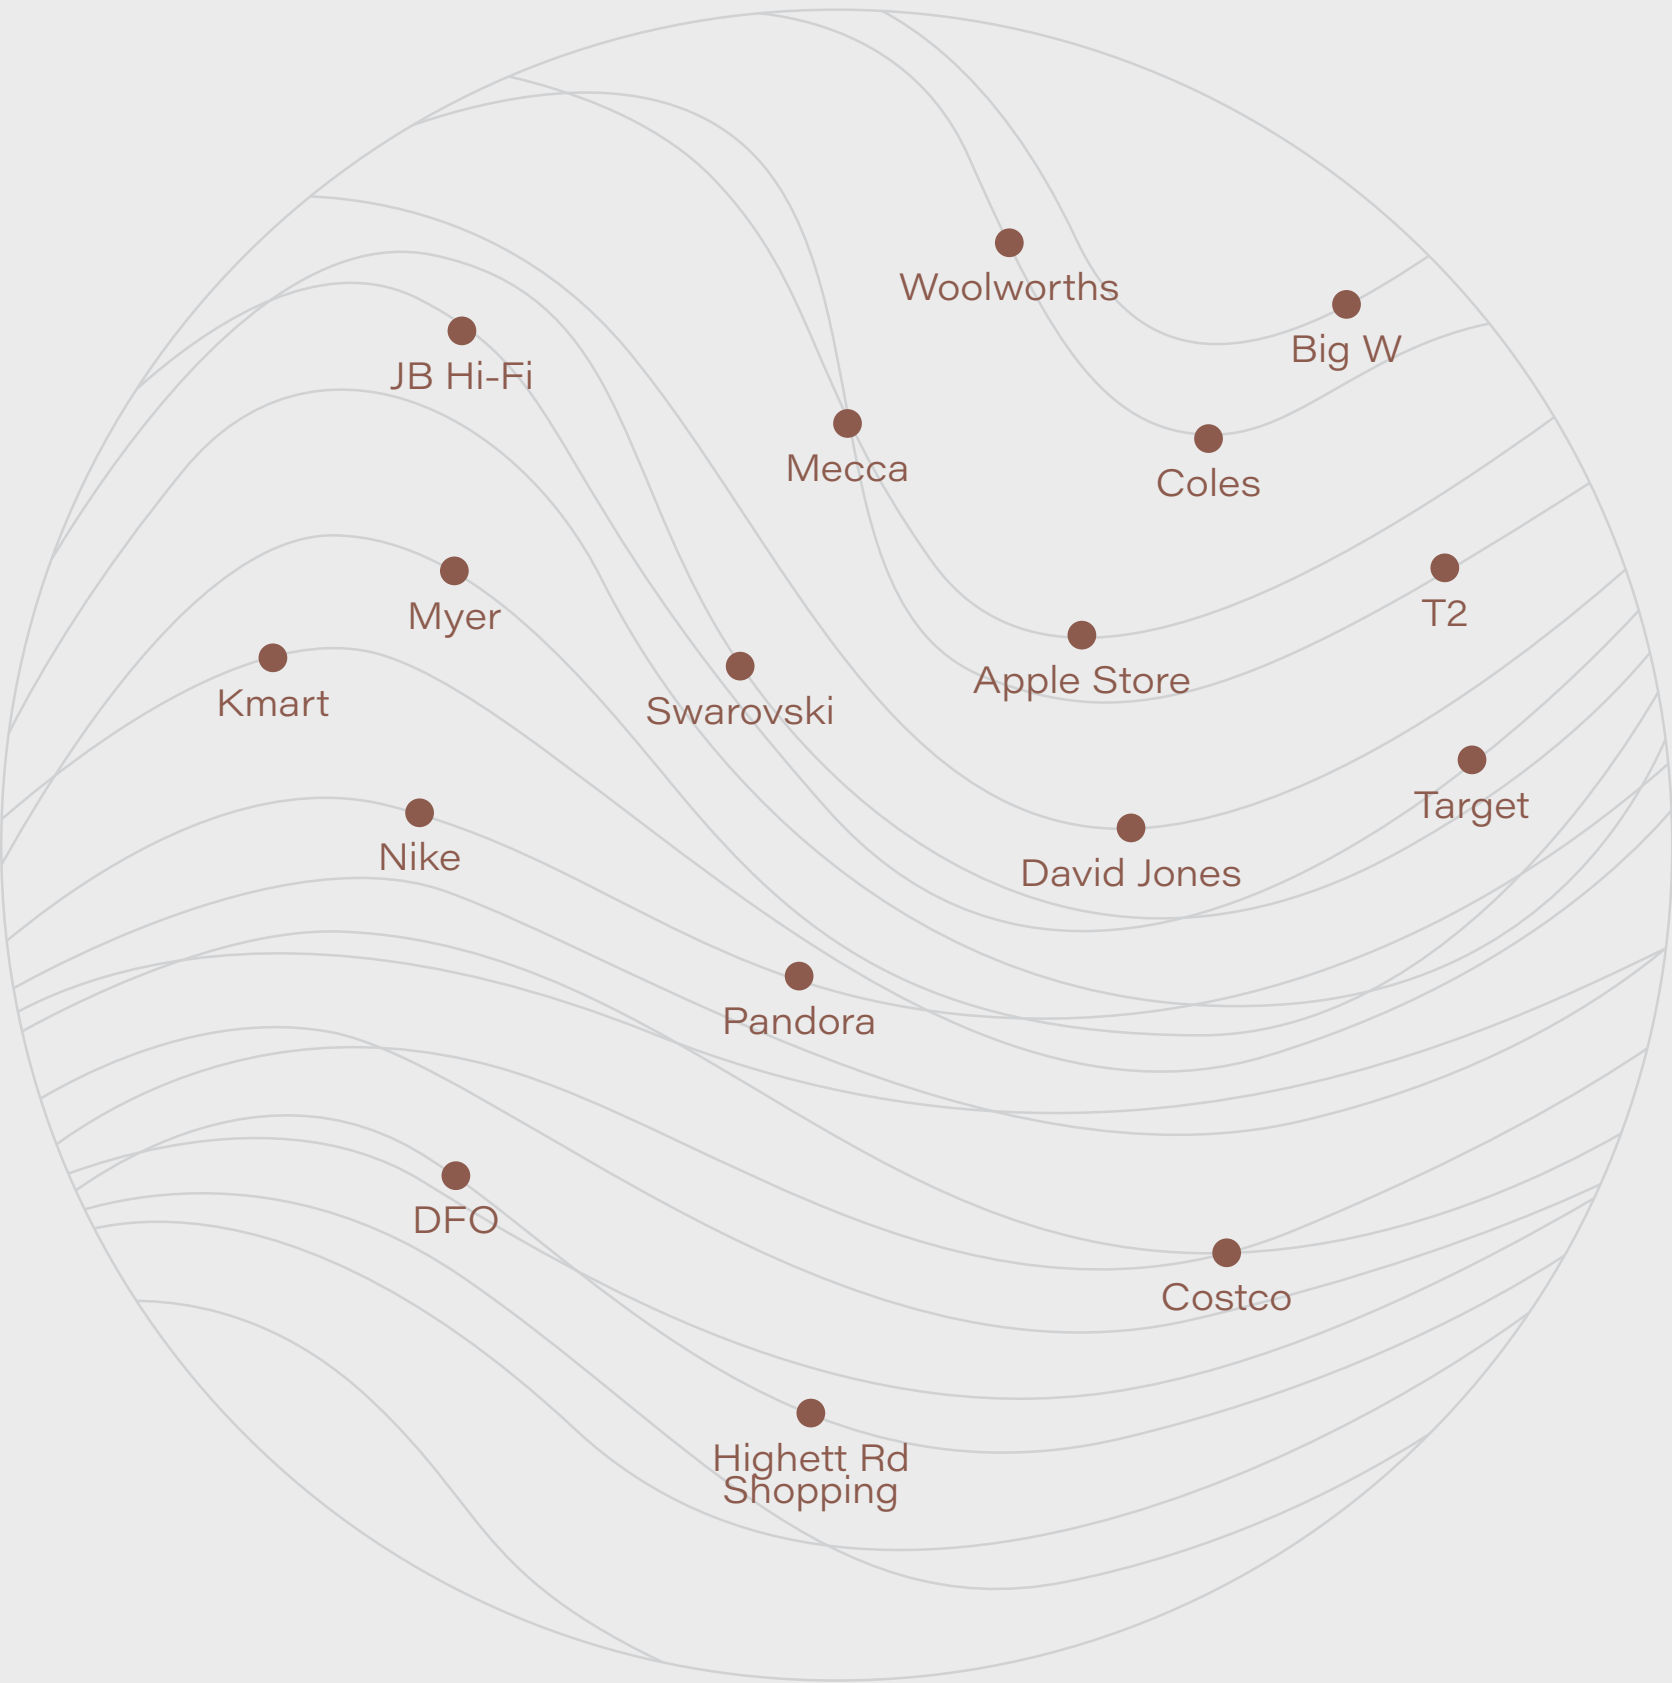 Woolworths
Big W
JB Hi-Fi
Mecca
Coles
Myer
T2
Kmart
Swarovski
Apple Store
Target
Nike
David Jones
Pandora
DFO
Costco
Highett Rd
Shopping